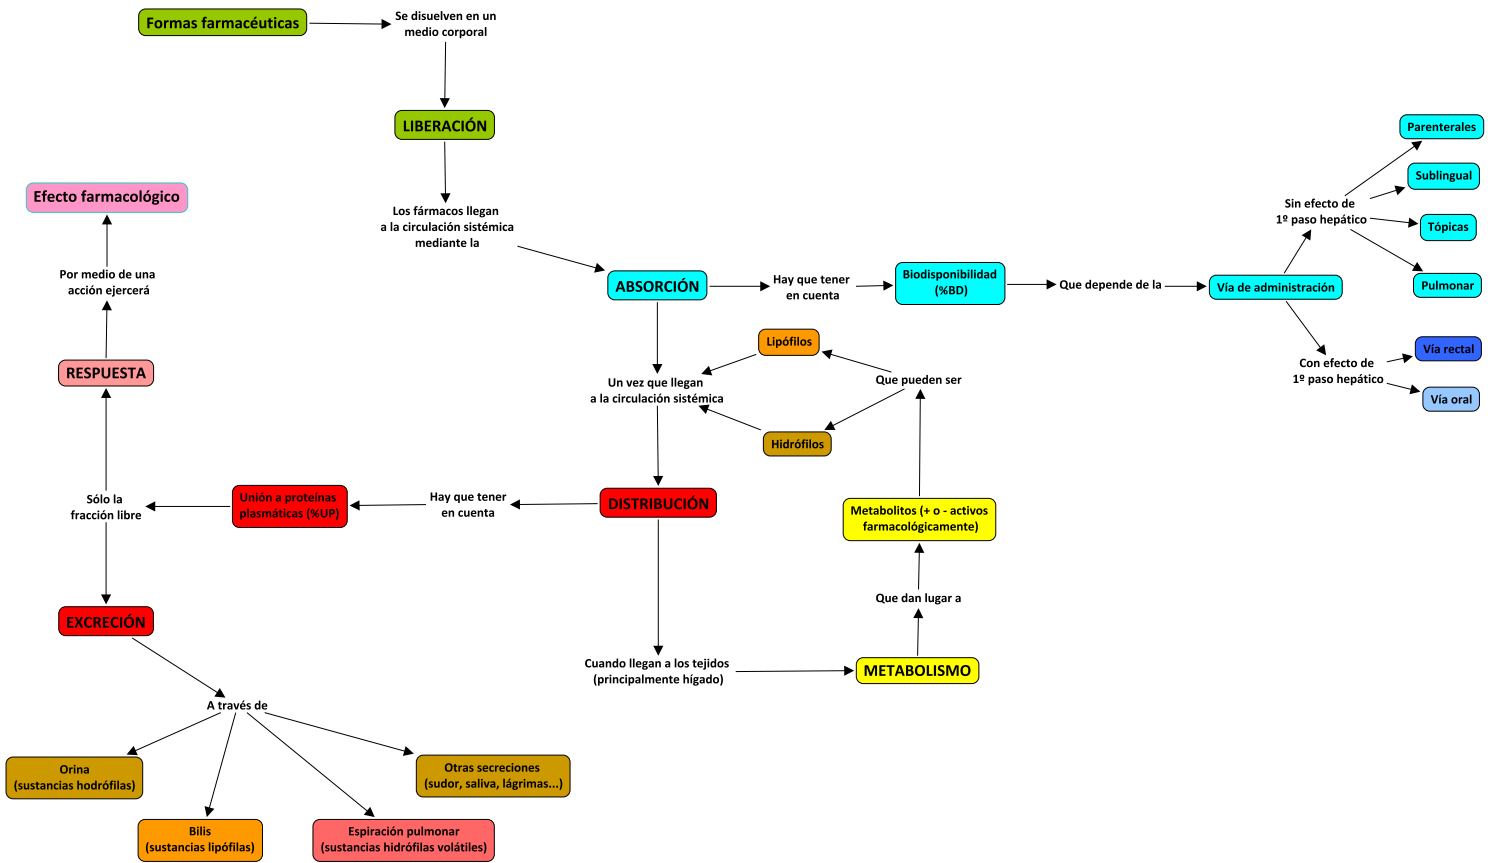 Formas farmacéuticas
Se disuelven en un
medio corporal
LIBERACIÓN
Los fármacos llegan
a la circulación sistémica
mediante la
ABSORCIÓN
Hay que tener
en cuenta
Biodisponibilidad
(%BD)
Que depende de la
Vía de administración
Sin efecto de
1º paso hepático
Parenterales
Sublingual
Tópicas
Pulmonar
Con efecto de
1º paso hepático
Vía rectal
Vía oral
Efecto farmacológico
Por medio de una
acción ejercerá
RESPUESTA
Un vez que llegan
a la circulación sistémica
Lipófilos
Que pueden ser
Hidrófilos
Sólo la
fracción libre
Unión a proteínas
plasmáticas (%UP)
Hay que tener
en cuenta
DISTRIBUCIÓN
Metabolitos (+ o - activos
farmacológicamente)
Que dan lugar a
Cuando llegan a los tejidos
(principalmente hígado)
METABOLISMO
EXCRECIÓN
A través de
Orina
(sustancias hodrófilas)
Bilis
(sustancias lipófilas)
Espiración pulmonar
(sustancias hidrófilas volátiles)
Otras secreciones
(sudor, saliva, lágrimas...)